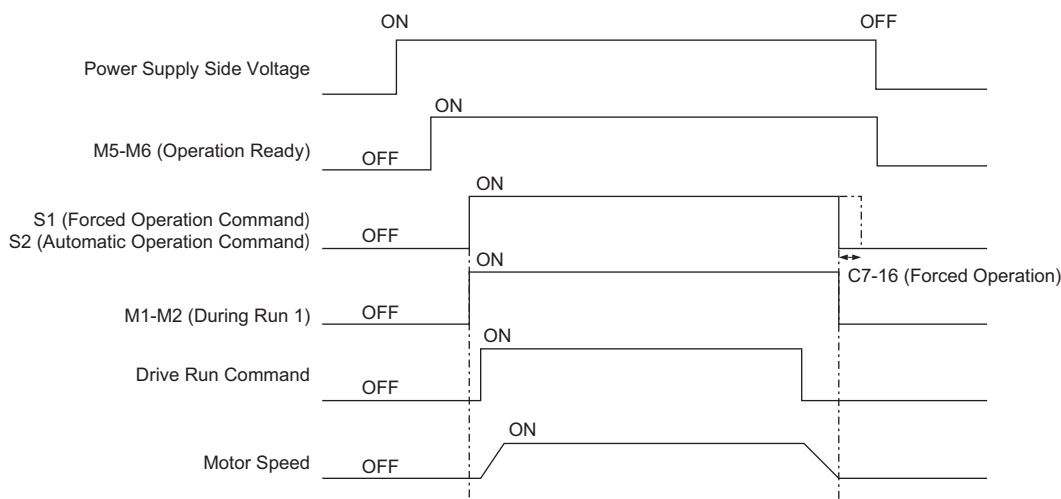 ON
OFF
Power Supply Side Voltage
ON
M5-M6 (Operation Ready)
OFF
ON
S1 (Forced Operation Command)
S2 (Automatic Operation Command)
OFF
ON
C7-16 (Forced Operation)
M1-M2 (During Run 1)
OFF
ON
Drive Run Command
OFF
ON
Motor Speed
OFF